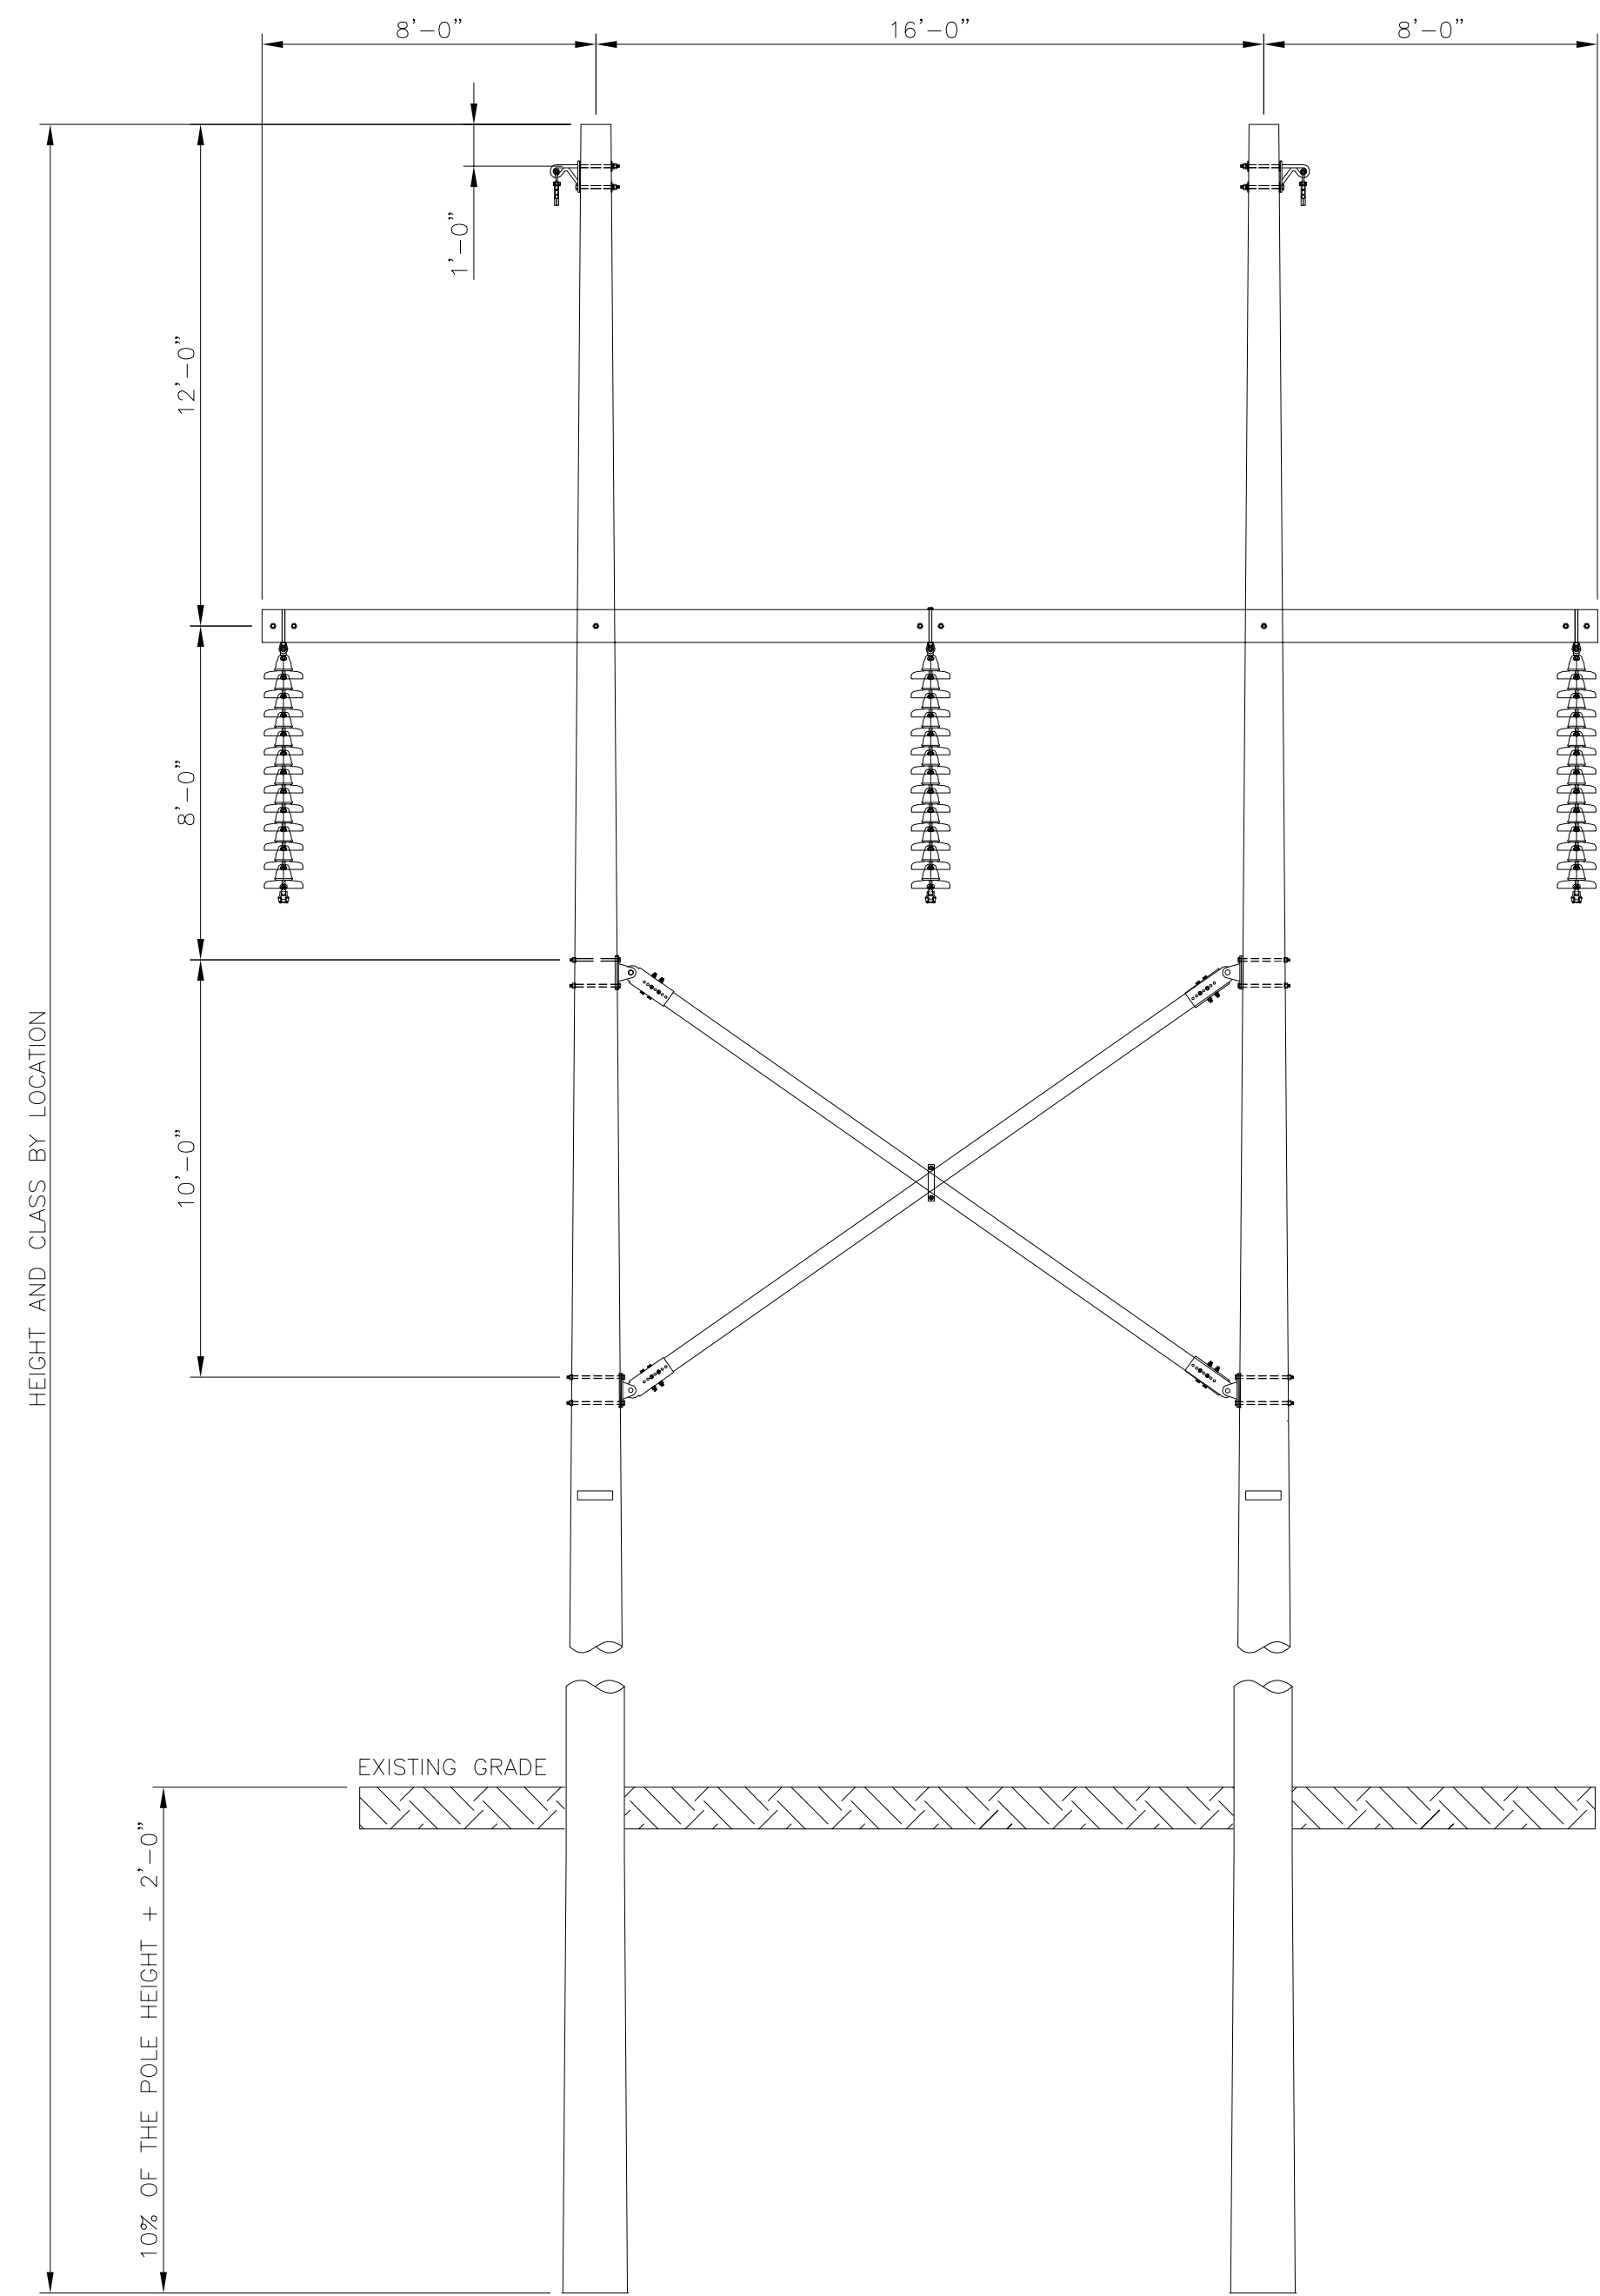 8'-0"
16'-0"
8'-0"
1'-0"
12'-0"
8'-0"
10'-0"
HEIGHT AND CLASS BY LOCATION
EXISTING GRADE
10% OF THE POLE HEIGHT + 2'-0"